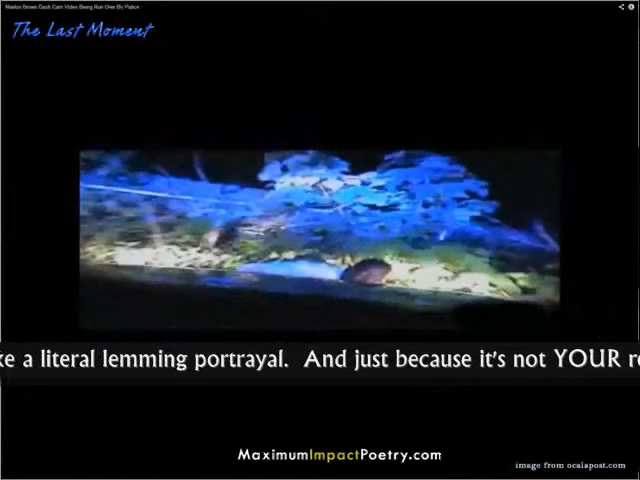 Marlon Brown Dash Cam Video Being Run Over By Police
The Last Moment
ke a literal lemming portrayal. And just because it's not YOUR r
MaximumImpactPoetry.com
image from ocalapost.com